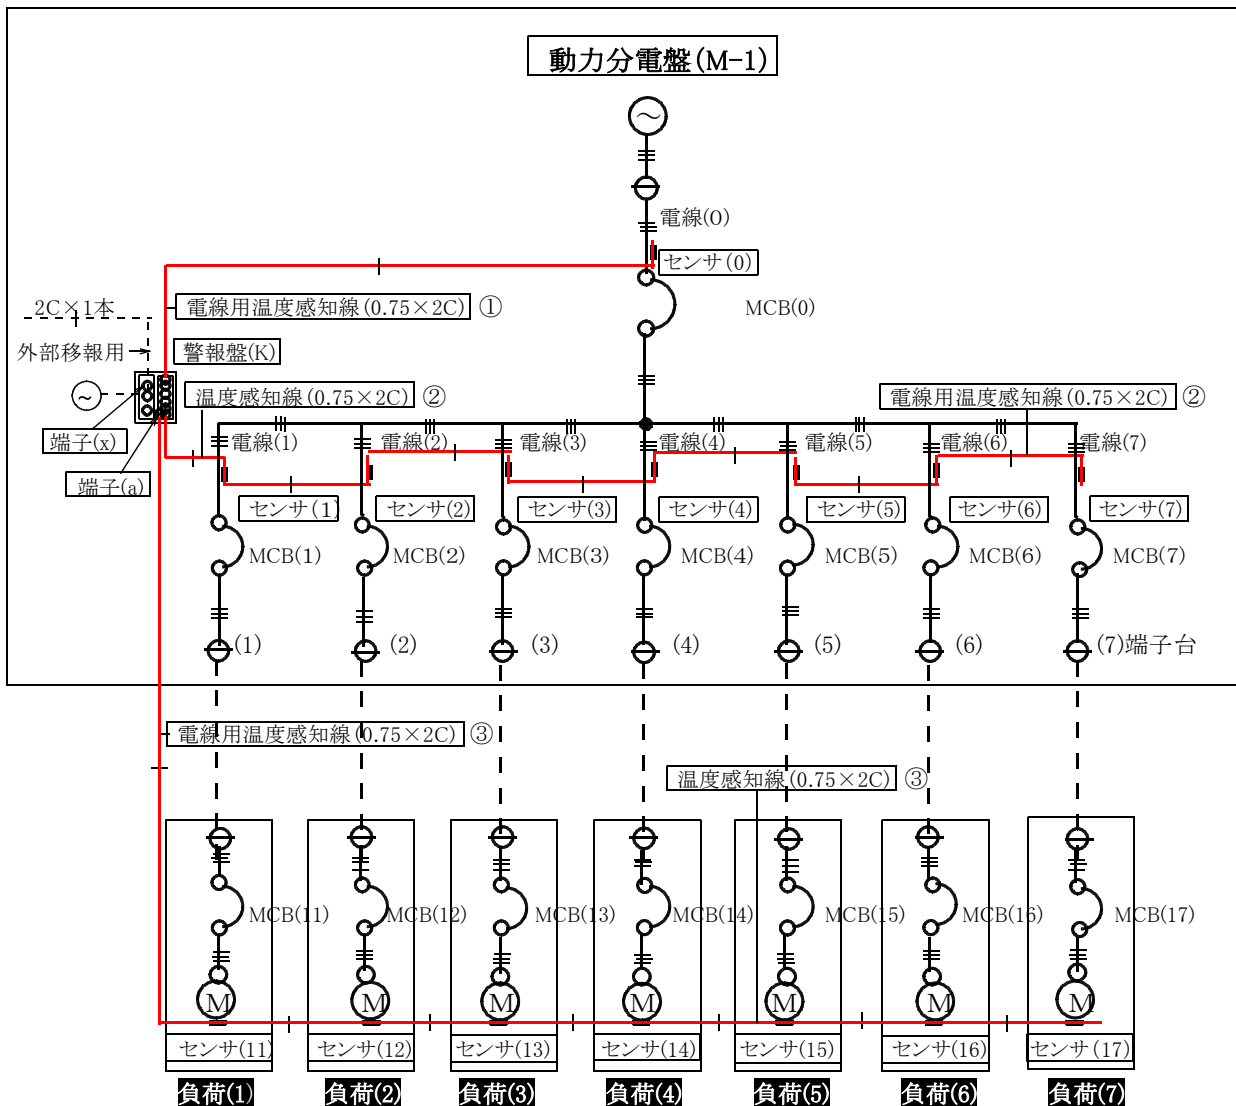 動力分電盤(M-1)
～
電線(0)
センサ(0)
MCB(0)
2C×1本
電線用温度感知線(0.75×2C) ①
外部移報用
警報盤(K)
～
温度感知線(0.75×2C) ②
電線用温度感知線(0.75×2C) ②
端子(x)
端子(a)
電線(1) 電線(2) 電線(3) 電線(4) 電線(5) 電線(6) 電線(7)
センサ(1) センサ(2) センサ(3) センサ(4) センサ(5) センサ(6) センサ(7)
MCB(1) MCB(2) MCB(3) MCB(4) MCB(5) MCB(6) MCB(7)
(1) (2) (3) (4) (5) (6) (7)端子台
電線用温度感知線(0.75×2C) ③
温度感知線(0.75×2C) ③
MCB(11) MCB(12) MCB(13) MCB(14) MCB(15) MCB(16) MCB(17)
M M M M M M M
センサ(11) センサ(12) センサ(13) センサ(14) センサ(15) センサ(16) センサ(17)
負荷(1) 負荷(2) 負荷(3) 負荷(4) 負荷(5) 負荷(6) 負荷(7)